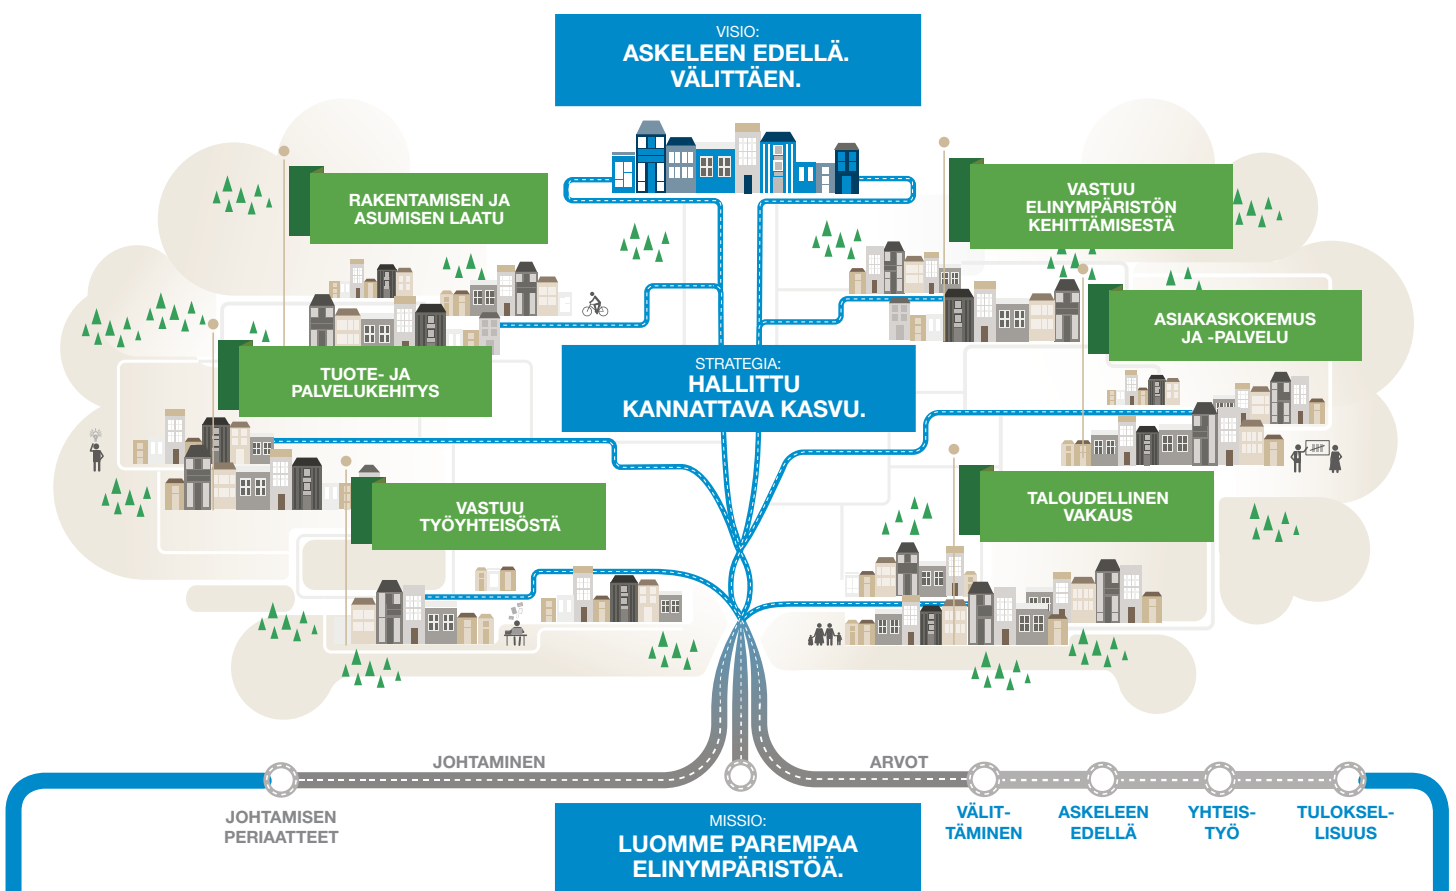 VISIO:
ASKELEEN EDELLÄ.
VÄLITTÄEN.
RAKENTAMISEN JA
ASUMISEN LAATU
VASTUU
ELINYMPÄRISTÖN
KEHITTÄMISESTÄ
ASIAKASKOKEMUS
JA -PALVELU
TUOTE- JA
PALVELUKEHITYS
STRATEGIA:
HALLITTU
KANNATTAVA KASVU.
VASTUU
TYÖYHTEISÖSTÄ
TALOUDELLINEN
VAKAUS
JOHTAMINEN
ARVOT
JOHTAMISEN
PERIAATTEET
MISSIO:
LUOMME PAREMPAA
ELINYMPÄRISTÖÄ.
VÄLIT-
TÄMINEN
ASKELEEN
EDELLÄ
YHTEIS-
TYÖ
TULOKSEL-
LISUUS